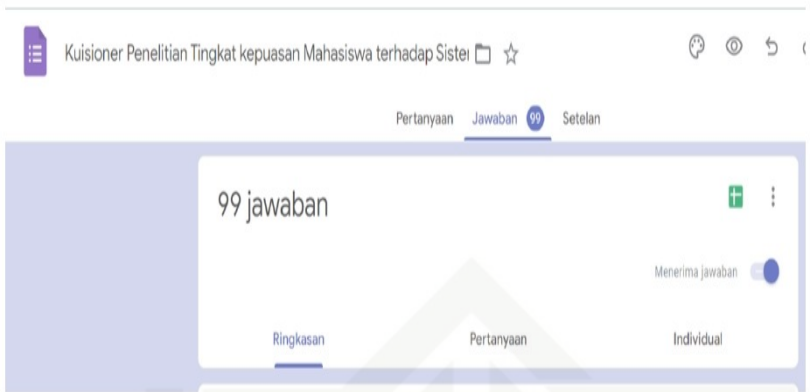 Kuisioner Penelitian Tingkat kepuasan Mahasiswa terhadap Sister
Pertanyaan Jawaban 99 Setelan
99 jawaban
Menerima jawaban
Ringkasan Pertanyaan Individual